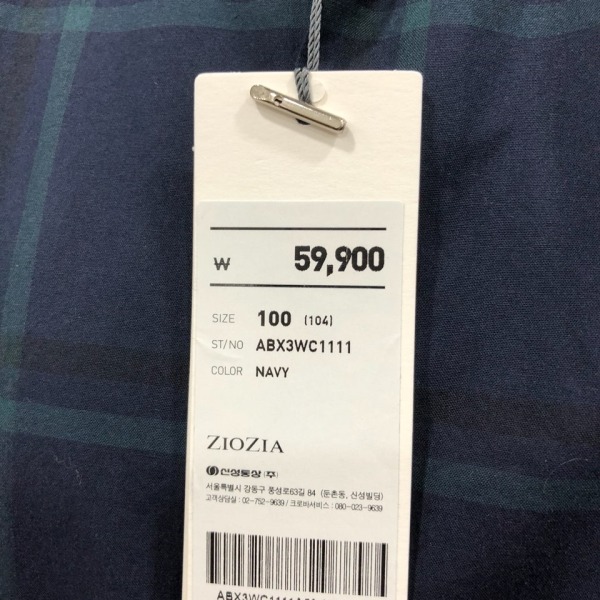 ₩ 59,900
SIZE 100 (104)
ST/NO ABX3WC1111
COLOR NAVY
ZIOZIA
신성통상(주)
서울특별시 강동구 풍성로63길 84 (둔촌동, 신성빌딩)
고객상담실 : 02-752-9639 / 크로비서비스 : 080-023-9639